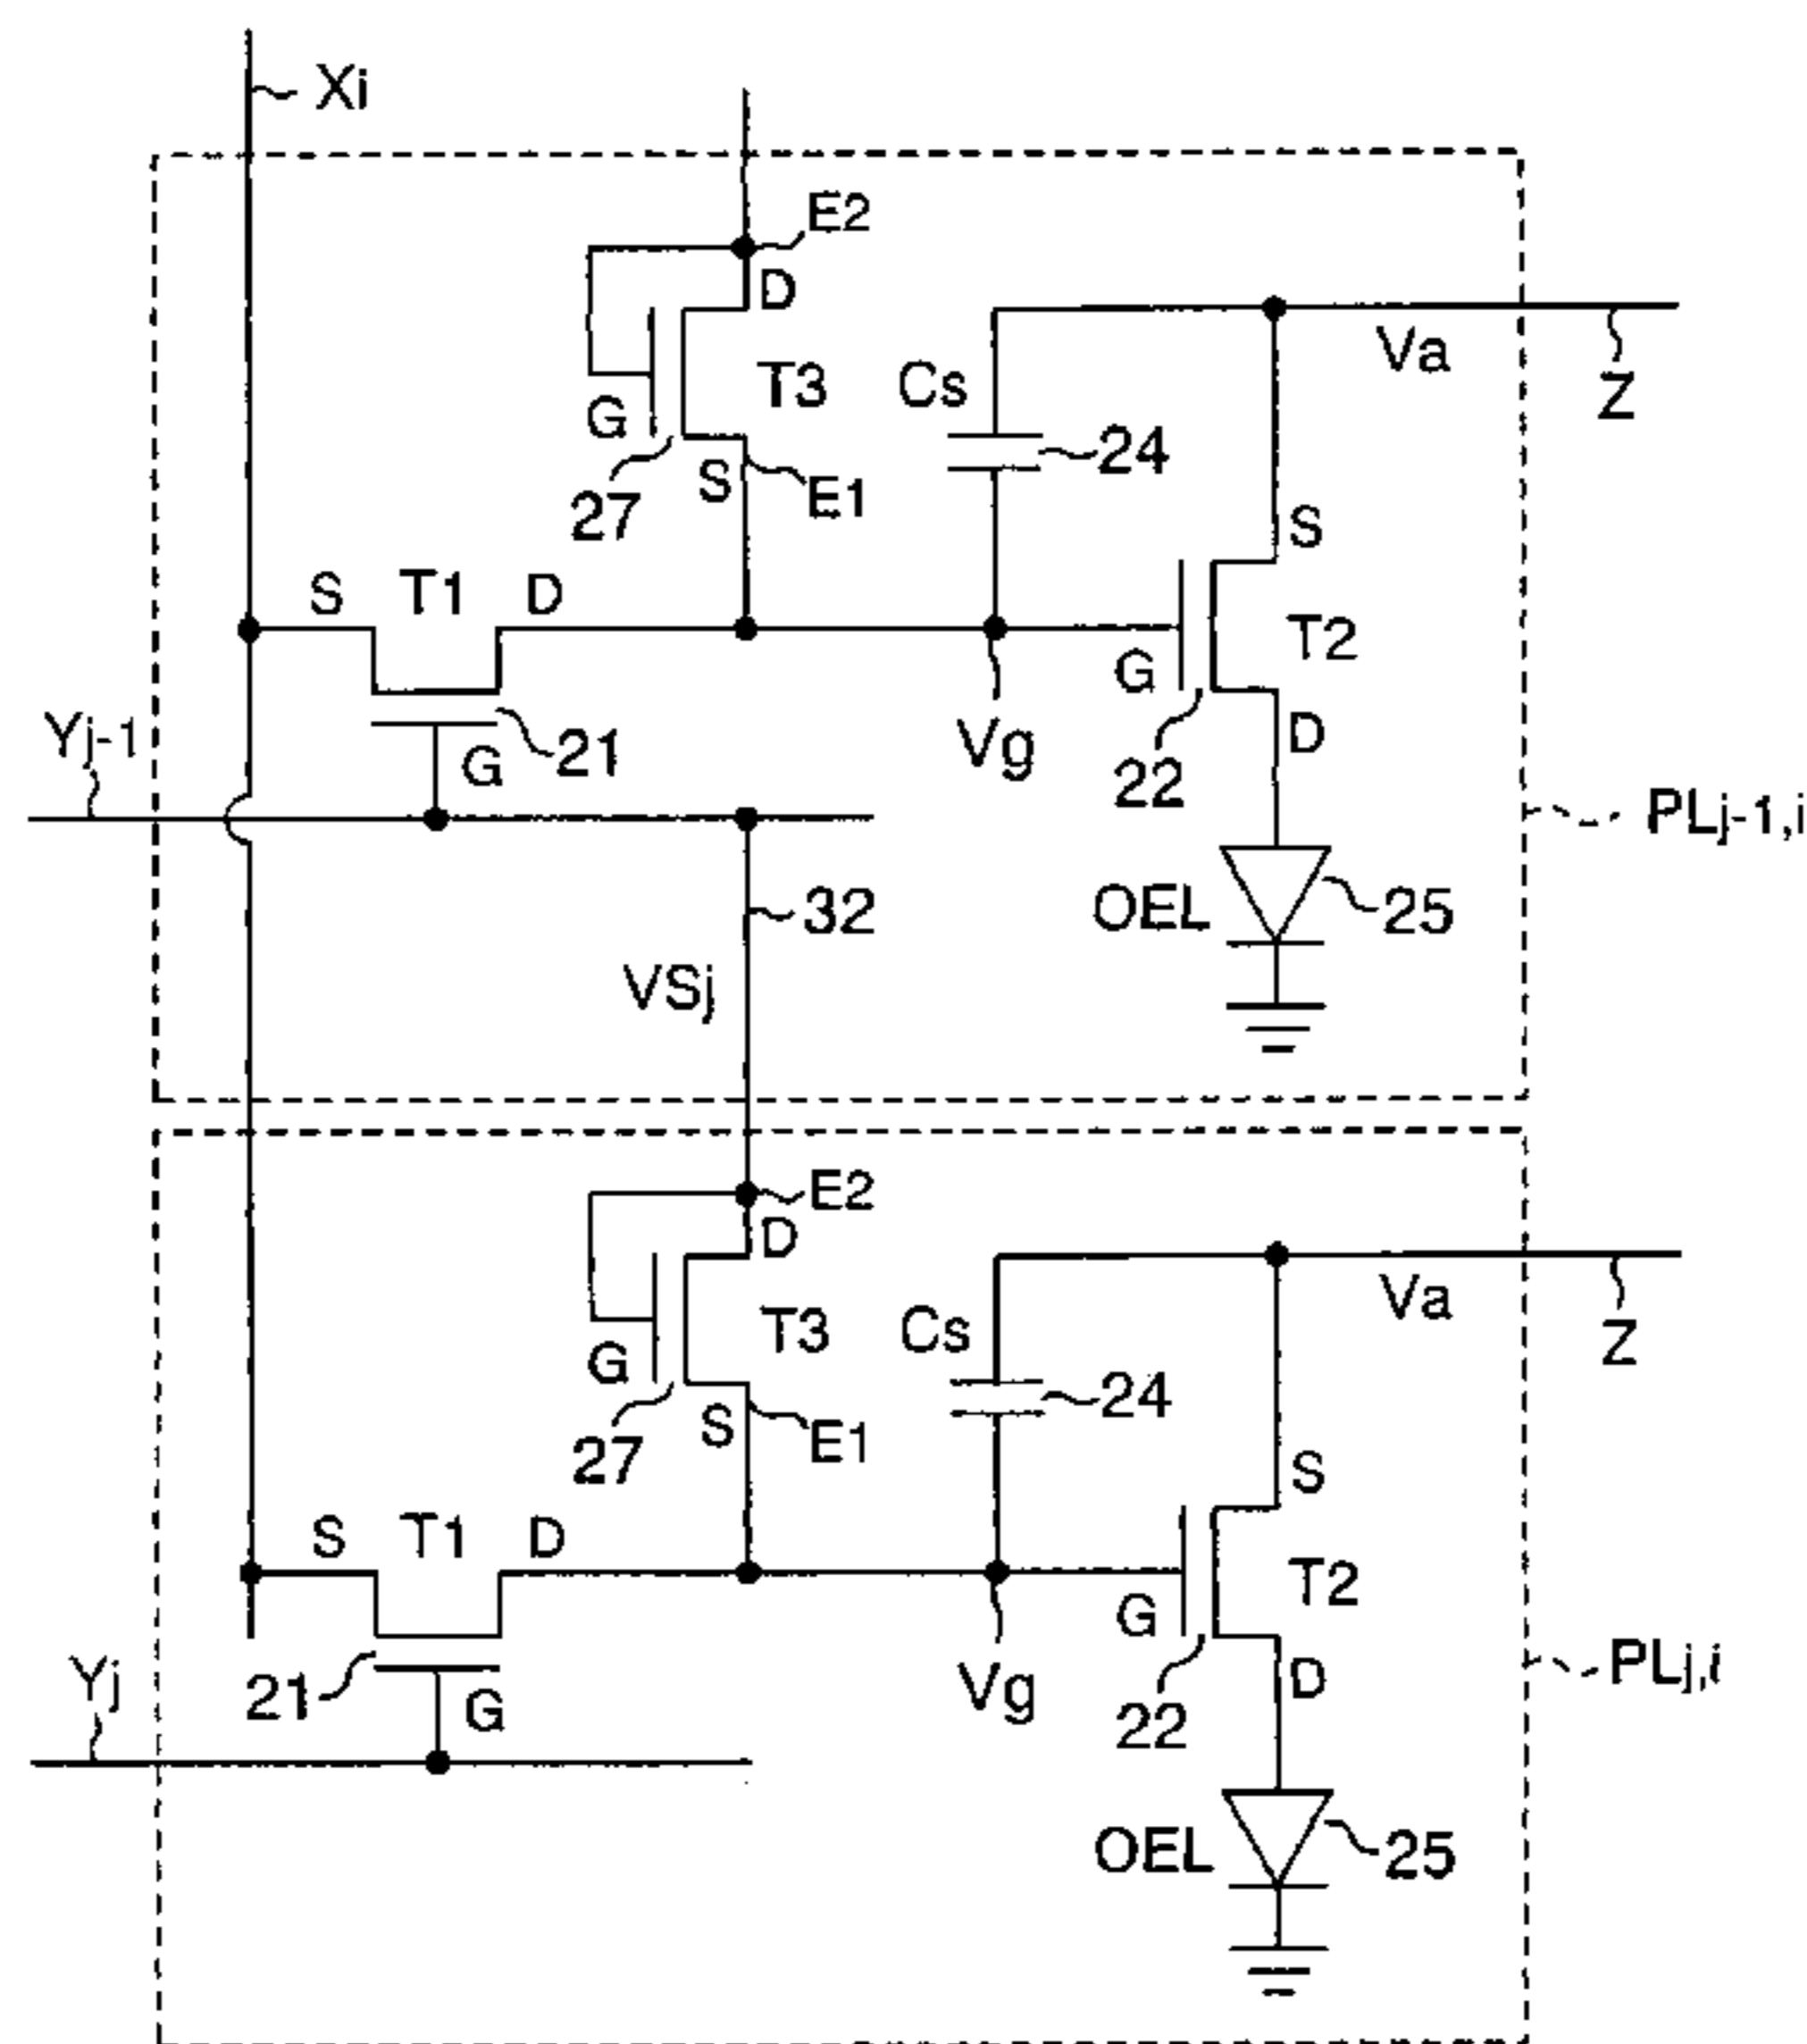 Xi
E2
D
T3
Cs
Va
Z
G
24
S
E1
27
S
S T1 D
T2
G
Yj-1
21
G
Vg
22
D
PLj-1,i
32
OEL
25
VSj
E2
D
T3
Cs
Va
Z
G
24
S
E1
27
S
S T1 D
T2
G
Yj
21
G
Vg
22
D
PLj,i
OEL
25